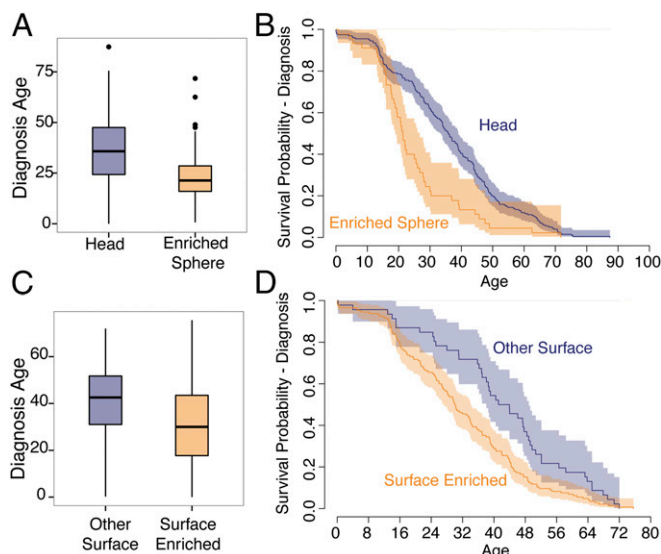 A
Diagnosis Age
75
50
25
0
Head
Enriched
Sphere
B
Survival Probability - Diagnosis
1.0
0.8
0.6
0.4
0.2
0.0
Head
Enriched Sphere
0 10 20 30 40 50 60 70 80 90 100
Age
C
Diagnosis Age
60
40
20
0
Other
Surface
Surface
Enriched
D
Survival Probability - Diagnosis
1.0
0.8
0.6
0.4
0.2
0.0
Other Surface
Surface Enriched
0 8 16 24 32 40 48 56 64 72 80
Age